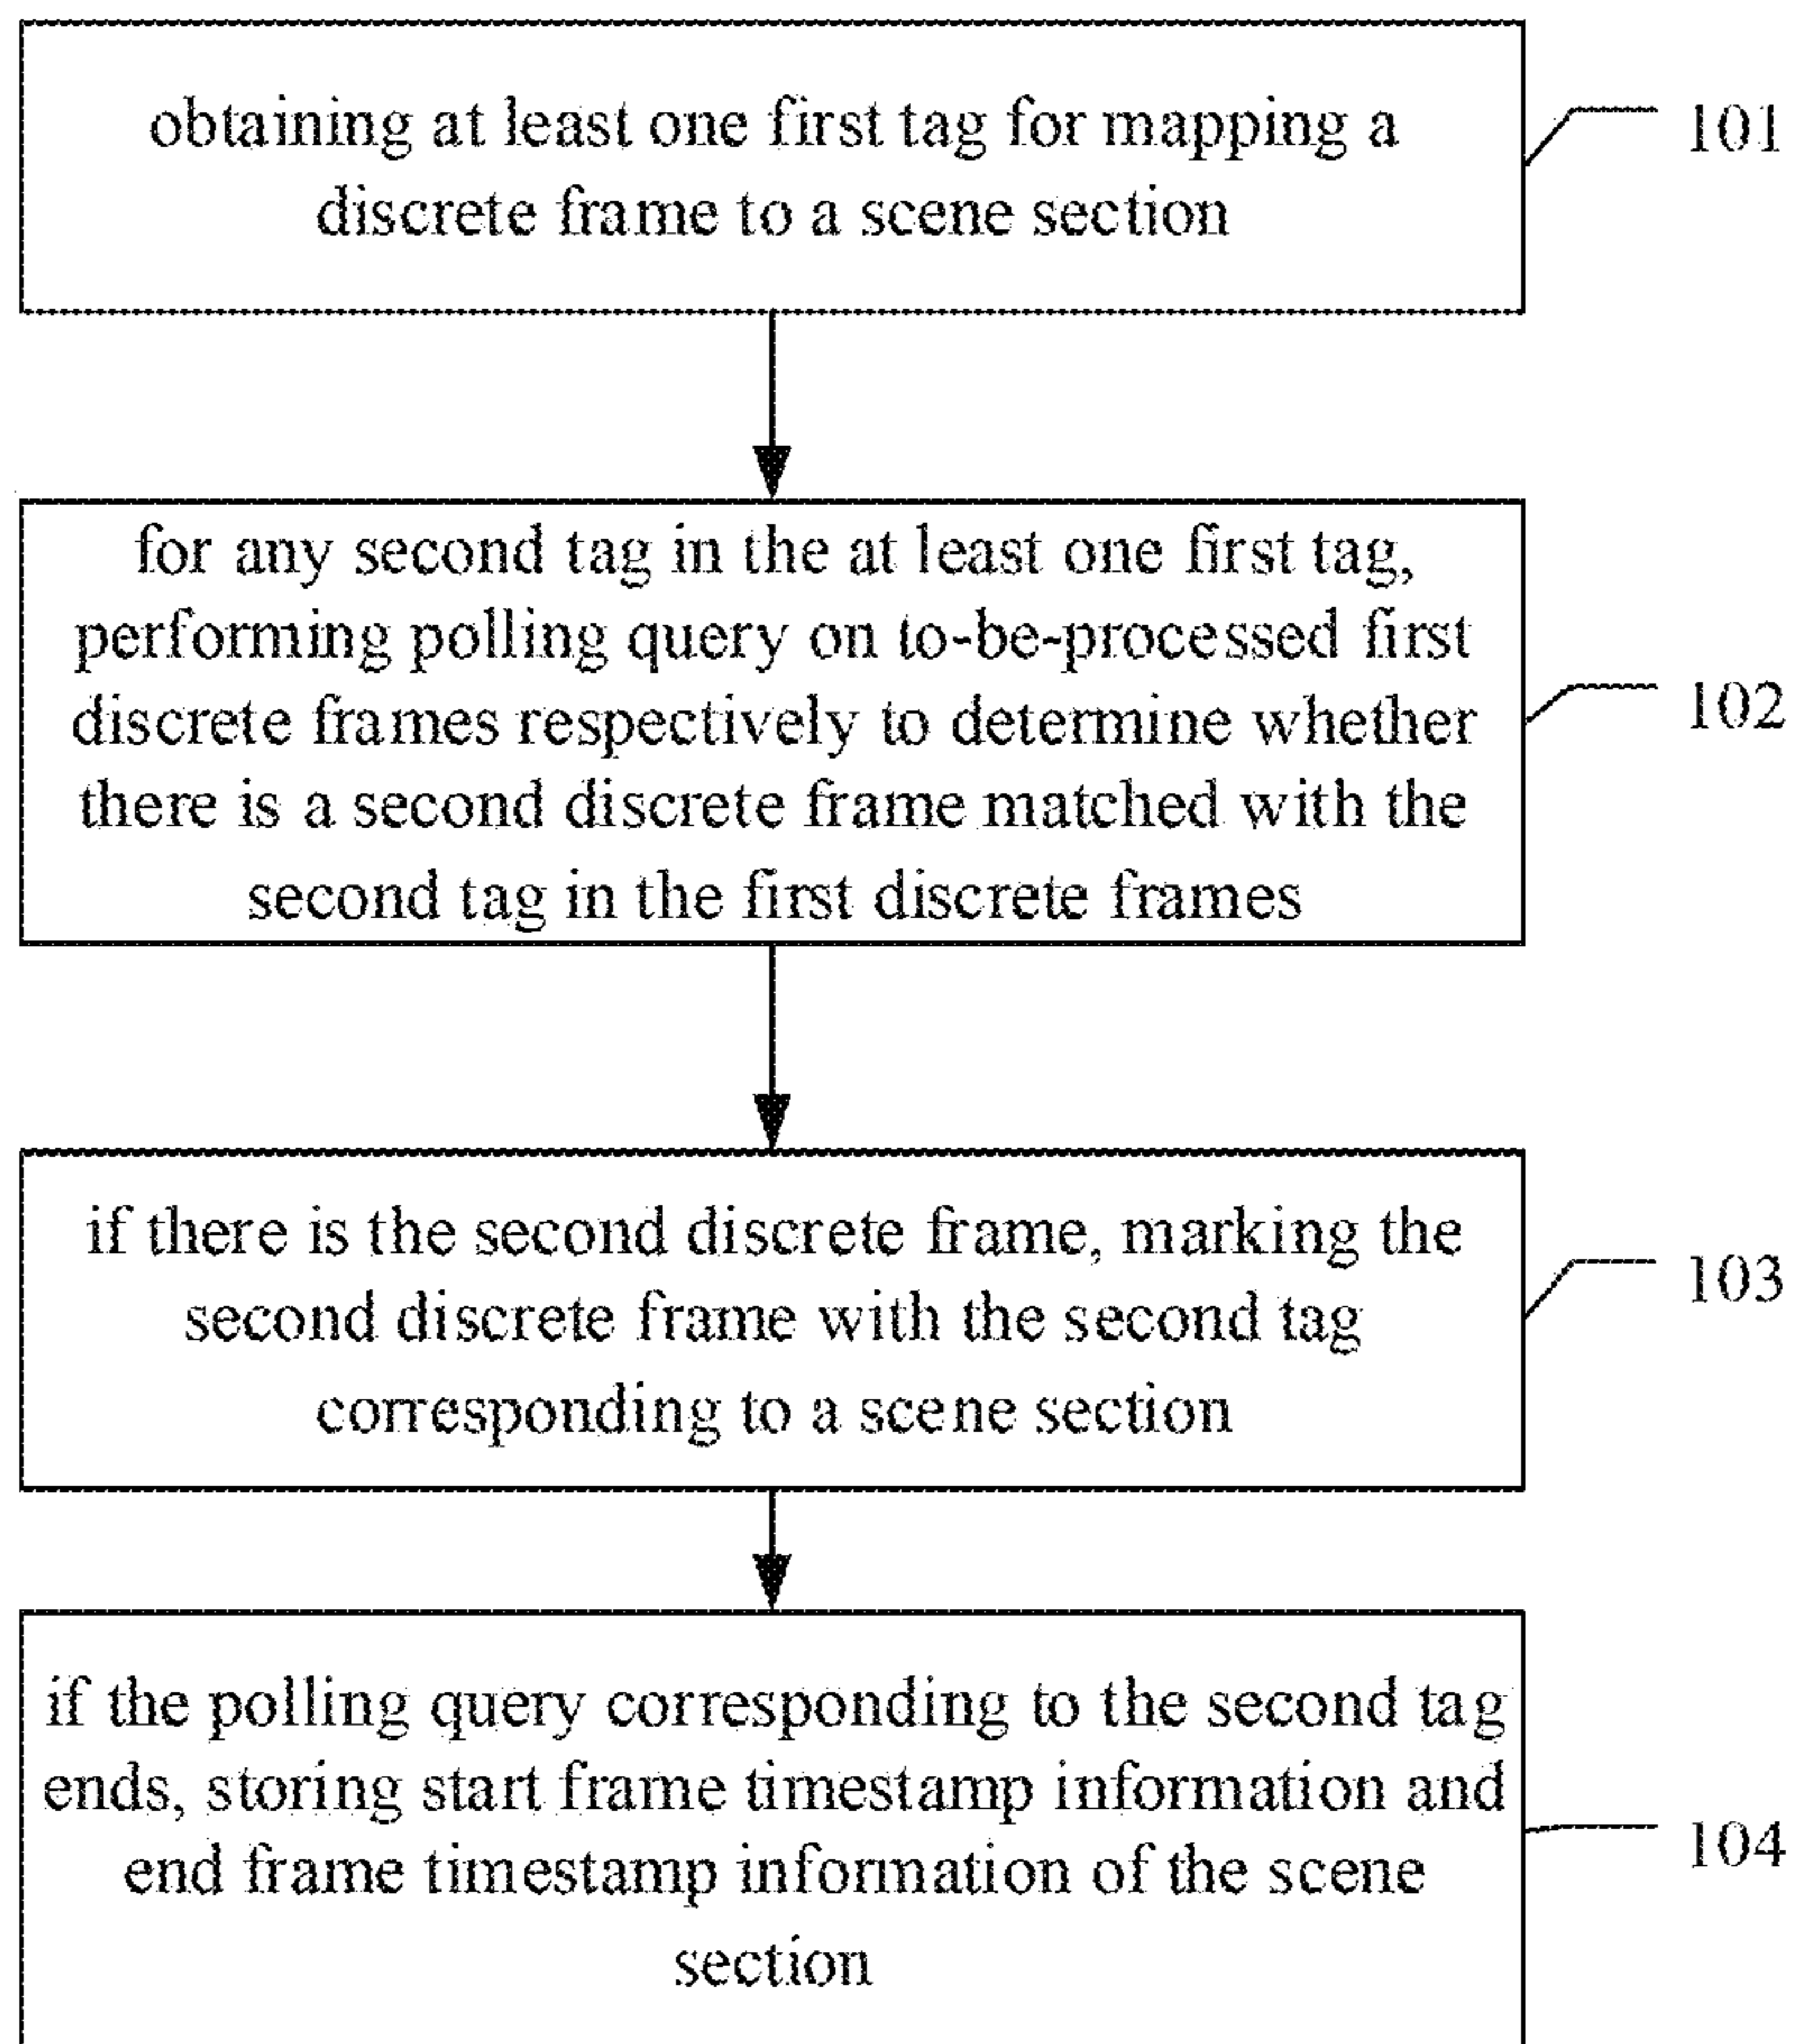 obtaining at least one first tag for mapping a
discrete frame to a scene section
101
for any second tag in the at least one first tag,
performing polling query on to-be-processed first
discrete frames respectively to determine whether
there is a second discrete frame matched with the
second tag in the first discrete frames
102
if there is the second discrete frame, marking the
second discrete frame with the second tag
corresponding to a scene section
103
if the polling query corresponding to the second tag
ends, storing start frame timestamp information and
end frame timestamp information of the scene
section
104